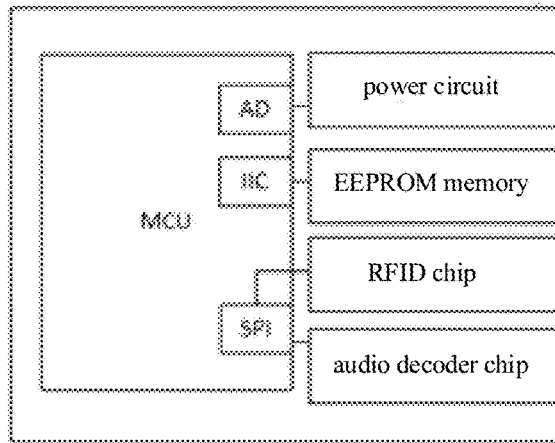 AD
power circuit
IIC
EEPROM memory
MCU
RFID chip
SPI
audio decoder chip